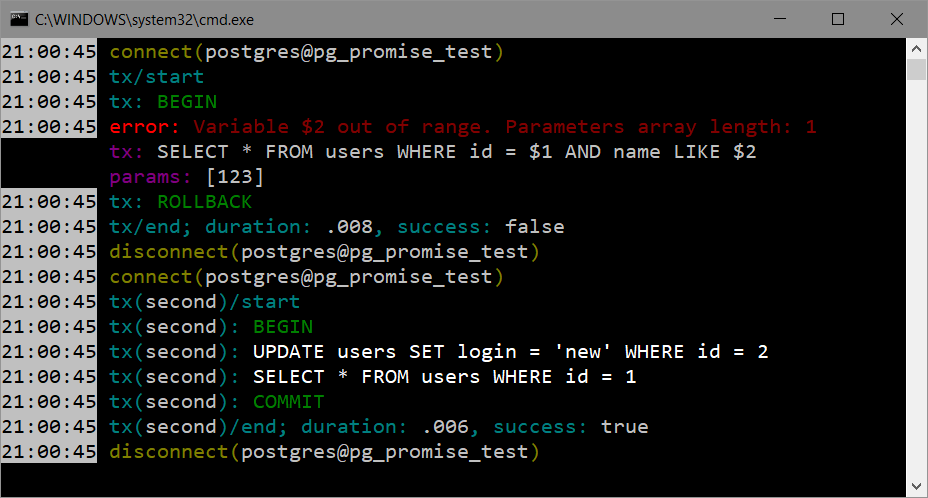 C:\WINDOWS\system32\cmd.exe
21:00:45 connect(postgres@pg_promise_test)
21:00:45 tx/start
21:00:45 tx: BEGIN
21:00:45 error: Variable $2 out of range. Parameters array length: 1
tx: SELECT * FROM users WHERE id = $1 AND name LIKE $2
params: [123]
21:00:45 tx: ROLLBACK
21:00:45 tx/end; duration: .008, success: false
21:00:45 disconnect(postgres@pg_promise_test)
21:00:45 connect(postgres@pg_promise_test)
21:00:45 tx(second)/start
21:00:45 tx(second): BEGIN
21:00:45 tx(second): UPDATE users SET login = 'new' WHERE id = 2
21:00:45 tx(second): SELECT * FROM users WHERE id = 1
21:00:45 tx(second): COMMIT
21:00:45 tx(second)/end; duration: .006, success: true
21:00:45 disconnect(postgres@pg_promise_test)